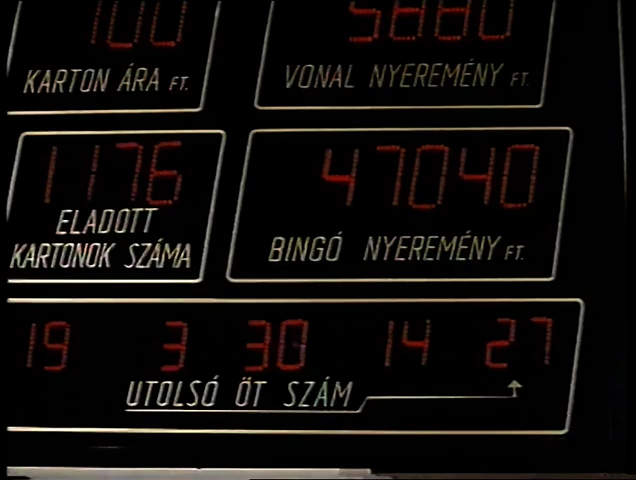 100 5880
KARTON ÁRA FT. VONAL NYEREMÉNY FT.
1176 47040
ELADOTT
KARTONOK SZÁMA BINGÓ NYEREMÉNY FT.
19 3 30 14 27
UTOLSÓ ÖT SZÁM